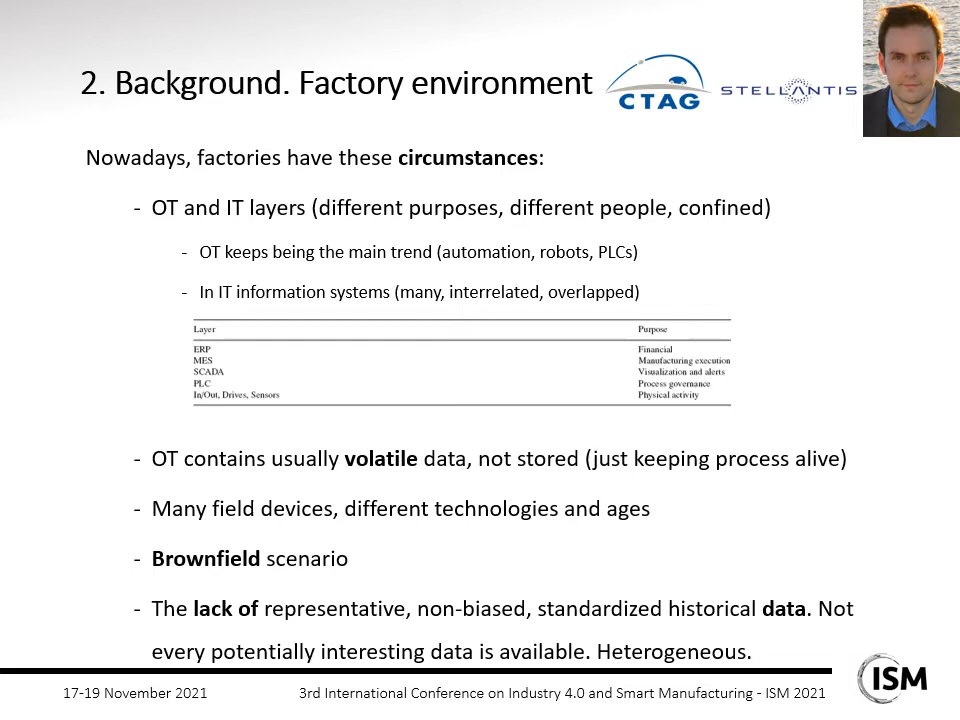 2. Background. Factory environment
CTAG
STELLANTIS
Nowadays, factories have these circumstances:
- OT and IT layers (different purposes, different people, confined)
- OT keeps being the main trend (automation, robots, PLCs)
- In IT information systems (many, interrelated, overlapped)
Layer Purpose
ERP Financial
MES Manufacturing execution
SCADA Visualization and alerts
PLC Process governance
In/Out, Drives, Sensors Physical activity
- OT contains usually volatile data, not stored (just keeping process alive)
- Many field devices, different technologies and ages
- Brownfield scenario
- The lack of representative, non-biased, standardized historical data. Not
every potentially interesting data is available. Heterogeneous.
17-19 November 2021 3rd International Conference on Industry 4.0 and Smart Manufacturing - ISM 2021
ISM